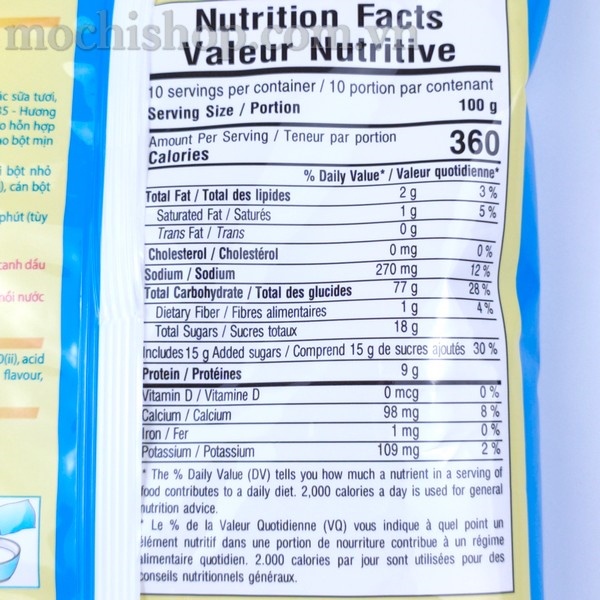 mochishop.com.vn
Nutrition Facts
Valeur Nutritive
10 servings per container / 10 portion par contenant
Serving Size / Portion 100 g
Amount Per Serving / Teneur par portion
Calories 360
% Daily Value* / Valeur quotidienne*
Total Fat / Total des lipides 2 g 3 %
Saturated Fat / Saturés 1 g 5 %
Trans Fat / Trans 0 g
Cholesterol / Cholestérol 0 mg 0 %
Sodium / Sodium 270 mg 12 %
Total Carbohydrate / Total des glucides 77 g 28 %
Dietary Fiber / Fibres alimentaires 1 g 4 %
Total Sugars / Sucres totaux 18 g
Includes 15 g Added sugars / Comprend 15 g de sucres ajoutés 30 %
Protein / Protéines 9 g
Vitamin D / Vitamine D 0 mcg 0 %
Calcium / Calcium 98 mg 8 %
Iron / Fer 1 mg 0 %
Potassium / Potassium 109 mg 2 %
* The % Daily Value (DV) tells you how much a nutrient in a serving of
food contributes to a daily diet. 2,000 calories a day is used for general
nutrition advice.
* Le % de la Valeur Quotidienne (VQ) vous indique à quel point un
élément nutritif dans une portion de nourriture contribue à un régime
alimentaire quotidien. 2.000 calories par jour sont utilisées pour des
conseils nutritionnels généraux.
sữa tươi,
- Hương
hỗn hợp
bột mịn
bột nhỏ
cán bột
phút (tùy
canh dấu
nồi nước
acid
flavour,